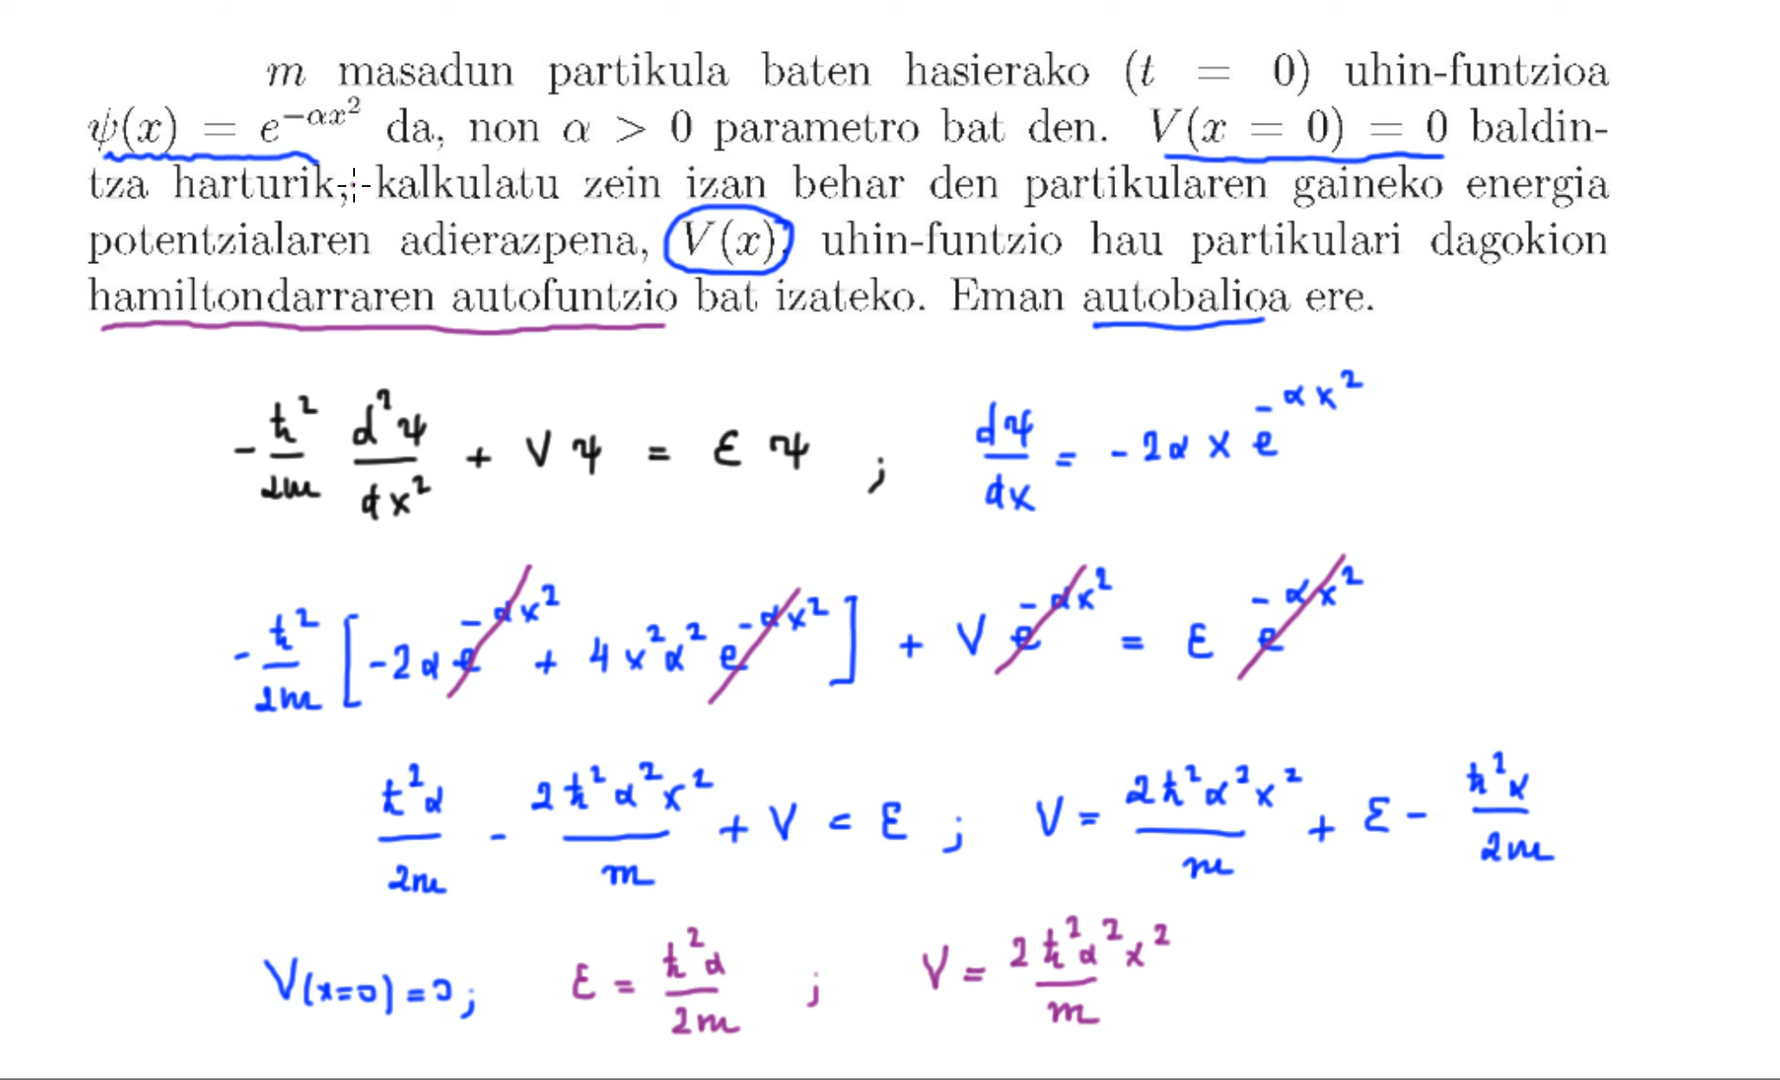 m masadun partikula baten hasierako (t = 0) uhin-funtzioa
ψ(x) = e^{-αx²} da, non α > 0 parametro bat den. V(x = 0) = 0 baldin-
tza harturik, kalkulatu zein izan behar den partikularen gaineko energia
potentzialaren adierazpena, V(x), uhin-funtzio hau partikulari dagokion
hamiltondarraren autofuntzio bat izateko. Eman autobalioa ere.
-ħ²/2m d²ψ/dx² + Vψ = Eψ ; dψ/dx = -2αx e^{-αx²}
-ħ²/2m [-2α e^{-αx²} + 4x²α² e^{-αx²}] + V e^{-αx²} = E e^{-αx²}
ħ²α/2m - 2ħ²α²x²/m + V = E ; V = 2ħ²α²x²/m + E - ħ²α/2m
V(x=0) = 0 ; E = ħ²α/2m ; V = 2ħ²α²x²/m